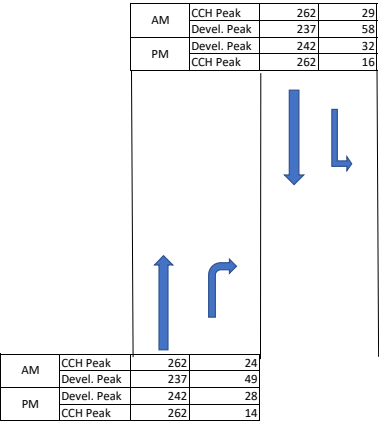 AM CCH Peak 262 29
Devel. Peak 237 58
PM Devel. Peak 242 32
CCH Peak 262 16
AM CCH Peak 262 24
Devel. Peak 237 49
PM Devel. Peak 242 28
CCH Peak 262 14